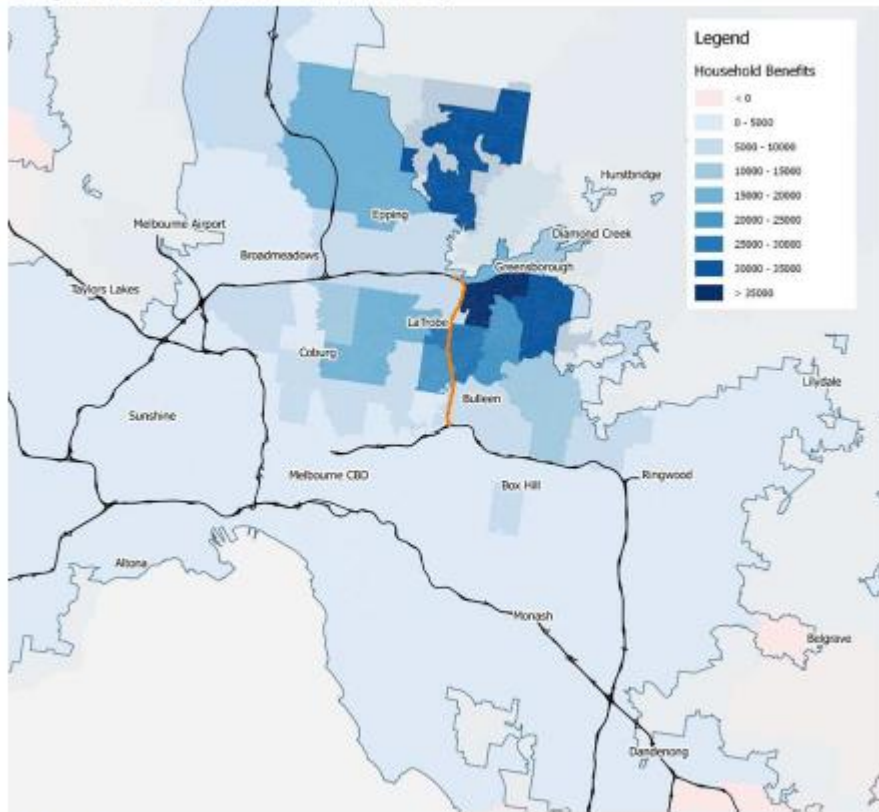 Legend
Household Benefits
< 0
0 - 5000
5000 - 10000
10000 - 15000
15000 - 20000
20000 - 25000
25000 - 30000
30000 - 35000
> 35000
Hurstbridge
Epping
Melbourne Airport
Diamond Creek
Broadmeadows
Greensborough
Taylors Lakes
LaTrobe
Coburg
Lilydale
Bulleen
Sunshine
Melbourne CBD
Ringwood
Box Hill
Altona
Monash
Belgrave
Dandenong